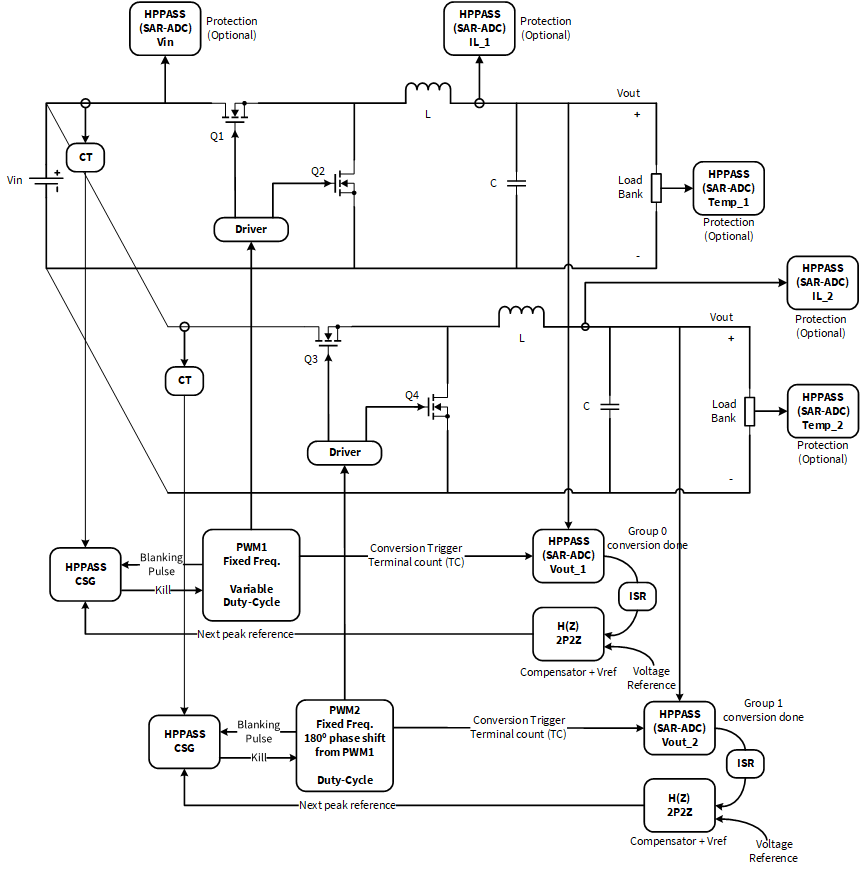 HPPASS
(SAR-ADC)
Vin
Protection
(Optional)
HPPASS
(SAR-ADC)
IL_1
Protection
(Optional)
L
Vout
+
CT
Q1
Vin
+
Q2
C
Load
Bank
HPPASS
(SAR-ADC)
Temp_1
Protection
(Optional)
Driver
-
HPPASS
(SAR-ADC)
IL_2
Protection
(Optional)
L
Vout
+
CT
Q3
Q4
C
Load
Bank
HPPASS
(SAR-ADC)
Temp_2
Protection
(Optional)
Driver
-
HPPASS
CSG
Blanking
Pulse
Kill
PWM1
Fixed Freq.
Variable
Duty-Cycle
Conversion Trigger
Terminal count (TC)
HPPASS
(SAR-ADC)
Vout_1
Group 0
conversion done
ISR
Next peak reference
H(Z)
2P2Z
Compensator + Vref
Voltage
Reference
HPPASS
CSG
Blanking
Pulse
Kill
PWM2
Fixed Freq.
180⁰ phase shift
from PWM1
Duty-Cycle
Conversion Trigger
Terminal count (TC)
HPPASS
(SAR-ADC)
Vout_2
Group 1
conversion done
ISR
Next peak reference
H(Z)
2P2Z
Compensator + Vref
Voltage
Reference